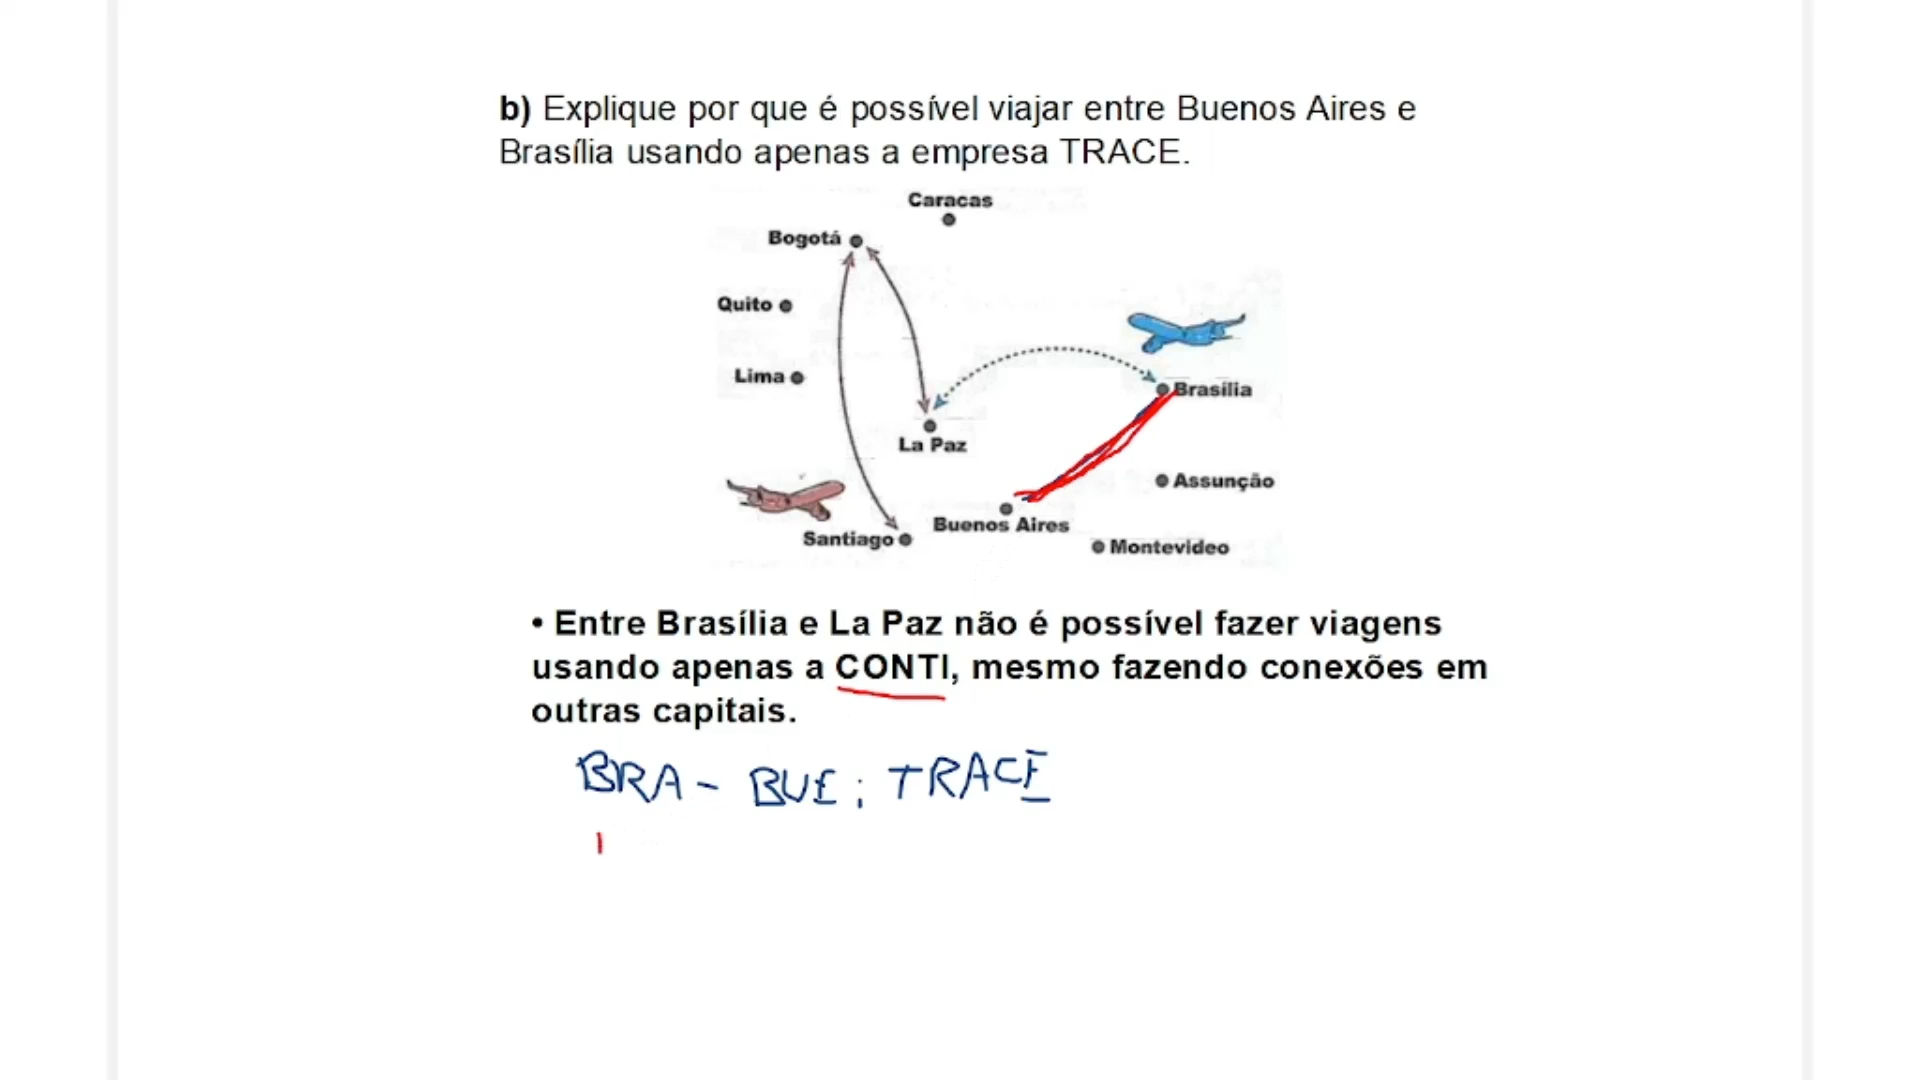 b) Explique por que é possível viajar entre Buenos Aires e
Brasília usando apenas a empresa TRACE.
Caracas
Bogotá
Quito
Lima
Brasília
La Paz
Assunção
Buenos Aires
Santiago
Montevideo
• Entre Brasília e La Paz não é possível fazer viagens
usando apenas a CONTI, mesmo fazendo conexões em
outras capitais.
BRA - BUE : TRACE